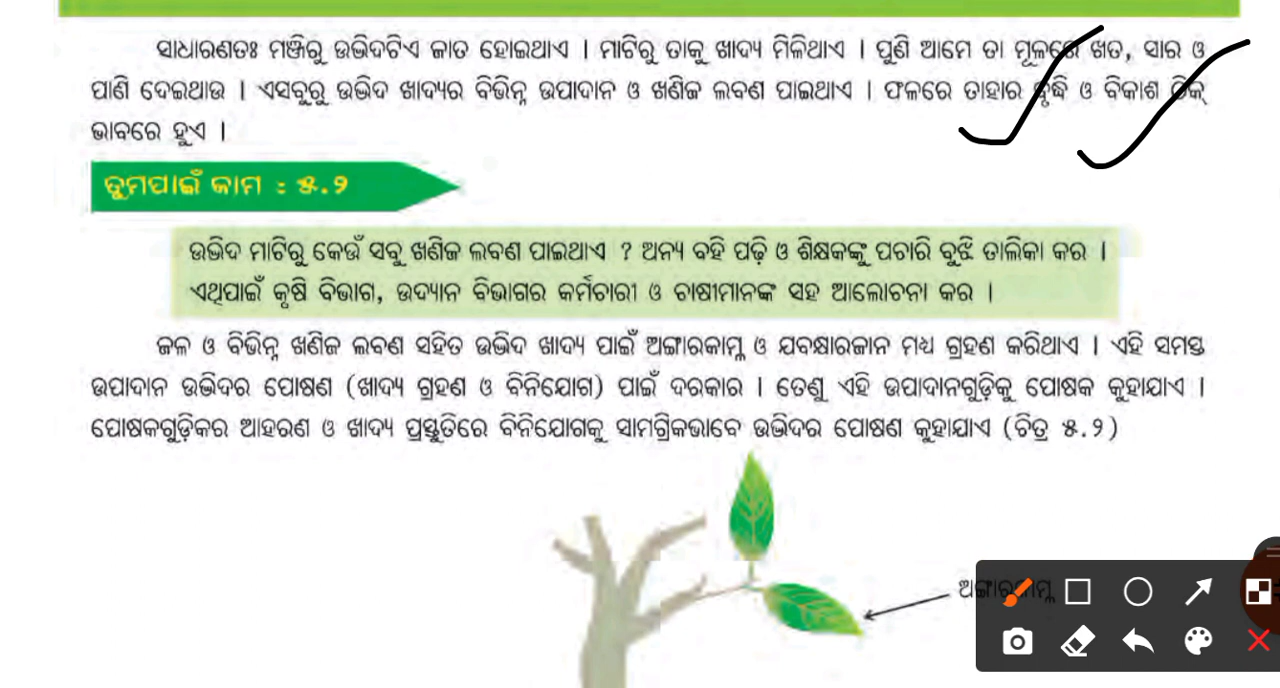 ସାଧାରଣତଃ ମଞ୍ଜିରୁ ଉଦ୍ଭିଦଟିଏ ଜାତ ହୋଇଥାଏ । ମାଟିରୁ ତାକୁ ଖାଦ୍ୟ ମିଳିଥାଏ । ପୁଣି ଆମେ ତା ମୂଳରେ ଖତ, ସାର ଓ
ପାଣି ଦେଇଥାଉ । ଏସବୁରୁ ଉଦ୍ଭିଦ ଖାଦ୍ୟର ବିଭିନ୍ନ ଉପାଦାନ ଓ ଖଣିଜ ଲବଣ ପାଇଥାଏ । ଫଳରେ ତାହାର ବୃଦ୍ଧି ଓ ବିକାଶ ଠିକ୍
ଭାବରେ ହୁଏ ।
ତୁମପାଇଁ କାମ : ୫.୨
ଉଦ୍ଭିଦ ମାଟିରୁ କେଉଁ ସବୁ ଖଣିଜ ଲବଣ ପାଇଥାଏ ? ଅନ୍ୟ ବହି ପଢ଼ି ଓ ଶିକ୍ଷକଙ୍କୁ ପଚାରି ବୁଝି ତାଲିକା କର ।
ଏଥିପାଇଁ କୃଷି ବିଭାଗ, ଉଦ୍ୟାନ ବିଭାଗର କର୍ମଚାରୀ ଓ ଚାଷୀମାନଙ୍କ ସହ ଆଲୋଚନା କର ।
ଜଳ ଓ ବିଭିନ୍ନ ଖଣିଜ ଲବଣ ସହିତ ଉଦ୍ଭିଦ ଖାଦ୍ୟ ପାଇଁ ଅଙ୍ଗାରକାମ୍ଳ ଓ ଯବକ୍ଷାରଜାନ ମଧ୍ୟ ଗ୍ରହଣ କରିଥାଏ । ଏହି ସମସ୍ତ
ଉପାଦାନ ଉଦ୍ଭିଦର ପୋଷଣ (ଖାଦ୍ୟ ଗ୍ରହଣ ଓ ବିନିଯୋଗ) ପାଇଁ ଦରକାର । ତେଣୁ ଏହି ଉପାଦାନଗୁଡ଼ିକୁ ପୋଷକ କୁହାଯାଏ ।
ପୋଷକଗୁଡ଼ିକର ଆହରଣ ଓ ଖାଦ୍ୟ ପ୍ରସ୍ତୁତିରେ ବିନିଯୋଗକୁ ସାମଗ୍ରିକଭାବେ ଉଦ୍ଭିଦର ପୋଷଣ କୁହାଯାଏ (ଚିତ୍ର ୫.୨)
ଅଙ୍ଗାରକାମ୍ଳ